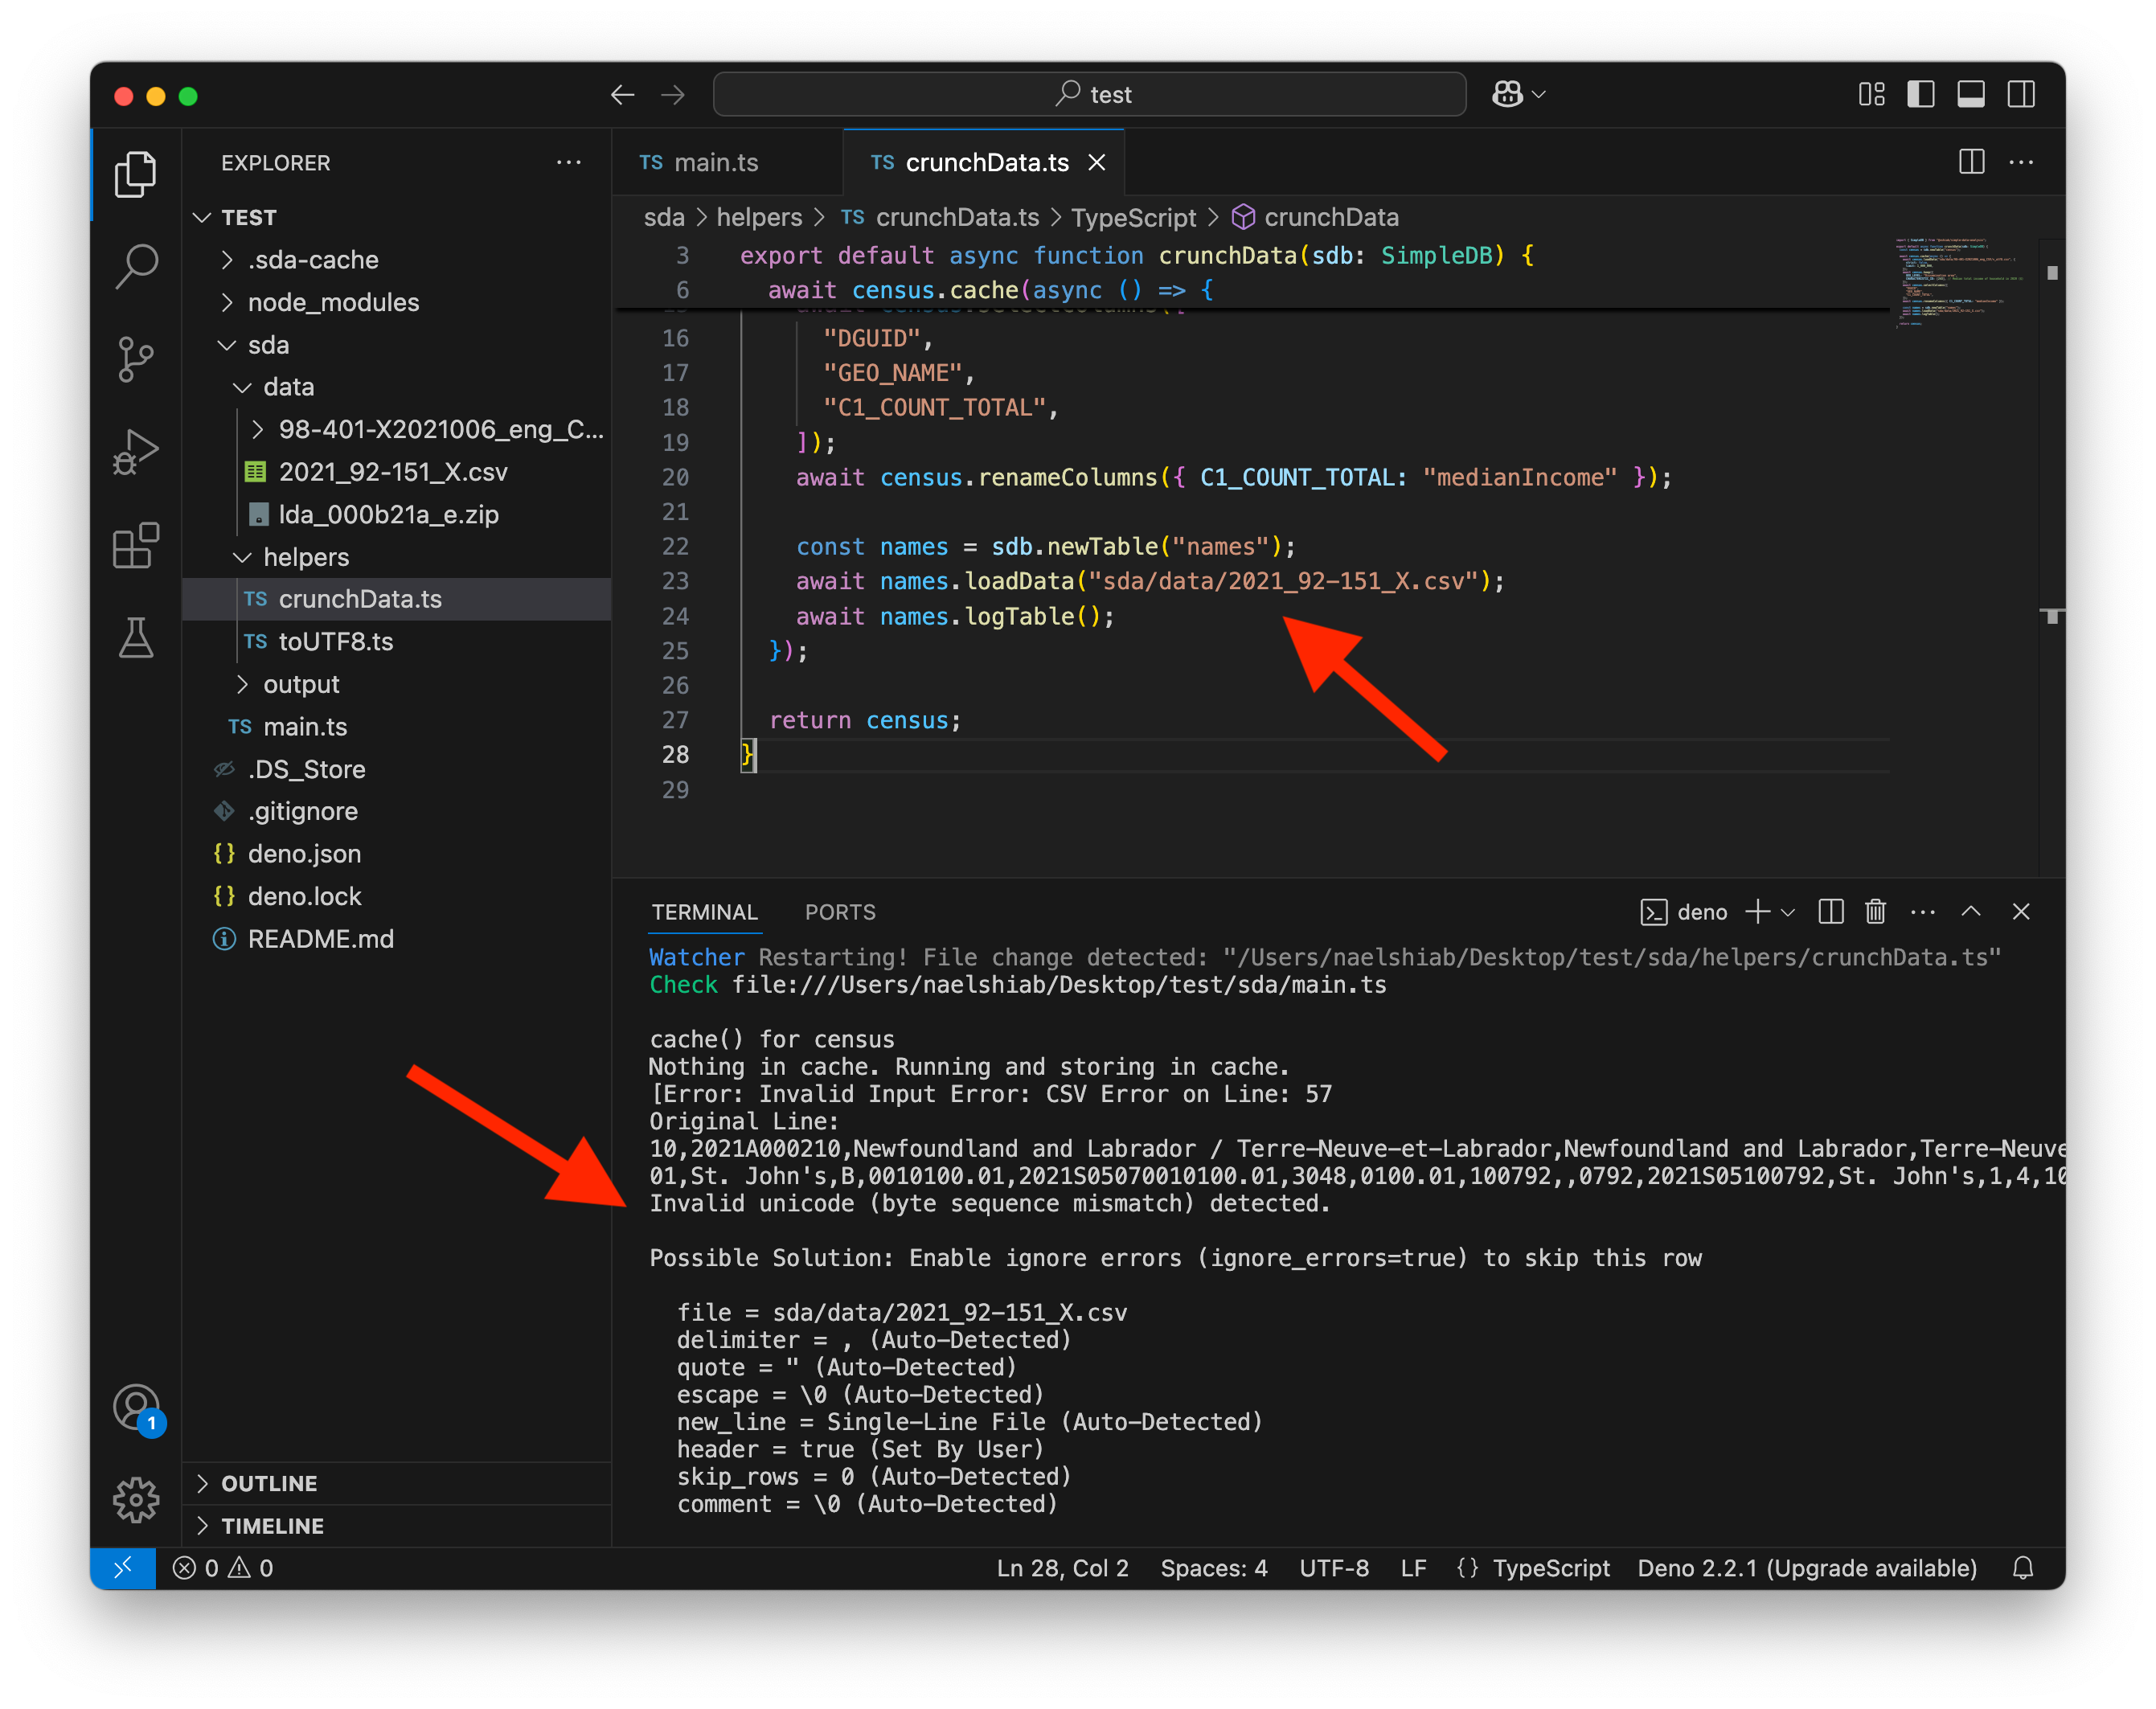 test
EXPLORER
TEST
.sda-cache
node_modules
sda
data
98-401-X2021006_eng_C...
2021_92-151_X.csv
lda_000b21a_e.zip
helpers
TS crunchData.ts
TS toUTF8.ts
output
TS main.ts
.DS_Store
.gitignore
{} deno.json
{} deno.lock
README.md
OUTLINE
TIMELINE
1
TS main.ts
TS crunchData.ts
sda > helpers > TS crunchData.ts > TypeScript > crunchData
3 export default async function crunchData(sdb: SimpleDB) {
6 await census.cache(async () => {
16 "DGUID",
17 "GEO_NAME",
18 "C1_COUNT_TOTAL",
19 ]);
20 await census.renameColumns({ C1_COUNT_TOTAL: "medianIncome" });
21
22 const names = sdb.newTable("names");
23 await names.loadData("sda/data/2021_92-151_X.csv");
24 await names.logTable();
25 });
26
27 return census;
28 }
29
TERMINAL PORTS
deno
Watcher Restarting! File change detected: "/Users/naelshiab/Desktop/test/sda/helpers/crunchData.ts"
Check file:///Users/naelshiab/Desktop/test/sda/main.ts
cache() for census
Nothing in cache. Running and storing in cache.
[Error: Invalid Input Error: CSV Error on Line: 57
Original Line:
10,2021A000210,Newfoundland and Labrador / Terre-Neuve-et-Labrador,Newfoundland and Labrador,Terre-Neuve
01,St. John's,B,0010100.01,2021S05070010100.01,3048,0100.01,100792,,0792,2021S05100792,St. John's,1,4,10
Invalid unicode (byte sequence mismatch) detected.
Possible Solution: Enable ignore errors (ignore_errors=true) to skip this row
file = sda/data/2021_92-151_X.csv
delimiter = , (Auto-Detected)
quote = " (Auto-Detected)
escape = \0 (Auto-Detected)
new_line = Single-Line File (Auto-Detected)
header = true (Set By User)
skip_rows = 0 (Auto-Detected)
comment = \0 (Auto-Detected)
0 0
Ln 28, Col 2 Spaces: 4 UTF-8 LF {} TypeScript Deno 2.2.1 (Upgrade available)